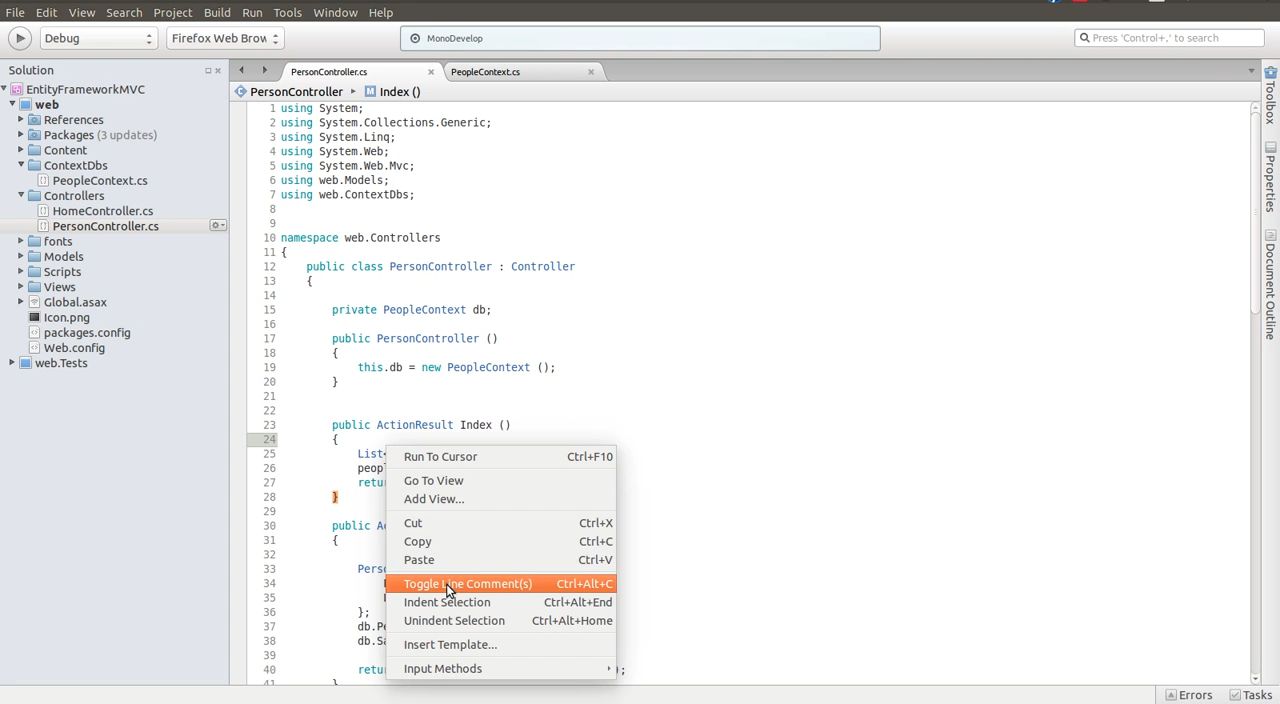 File Edit View Search Project Build Run Tools Window Help
Debug
Firefox Web Brow
MonoDevelop
Press 'Control+,' to search
Solution
EntityFrameworkMVC
web
References
Packages (3 updates)
Content
ContextDbs
PeopleContext.cs
Controllers
HomeController.cs
PersonController.cs
fonts
Models
Scripts
Views
Global.asax
Icon.png
packages.config
Web.config
web.Tests
PersonController.cs
PeopleContext.cs
PersonController
Index ()
1 using System;
2 using System.Collections.Generic;
3 using System.Linq;
4 using System.Web;
5 using System.Web.Mvc;
6 using web.Models;
7 using web.ContextDbs;
8
9
10 namespace web.Controllers
11 {
12 public class PersonController : Controller
13 {
14
15 private PeopleContext db;
16
17 public PersonController ()
18 {
19 this.db = new PeopleContext ();
20 }
21
22
23 public ActionResult Index ()
24 {
25 List<
26 peop
27 retu
28 }
29
30 public Ac
31 {
32
33 Pers
34
35
36 };
37 db.Pe
38 db.Sa
39
40 retu );
41 }
Run To Cursor Ctrl+F10
Go To View
Add View...
Cut Ctrl+X
Copy Ctrl+C
Paste Ctrl+V
Toggle Line Comment(s) Ctrl+Alt+C
Indent Selection Ctrl+Alt+End
Unindent Selection Ctrl+Alt+Home
Insert Template...
Input Methods
Toolbox
Properties
Document Outline
Errors
Tasks